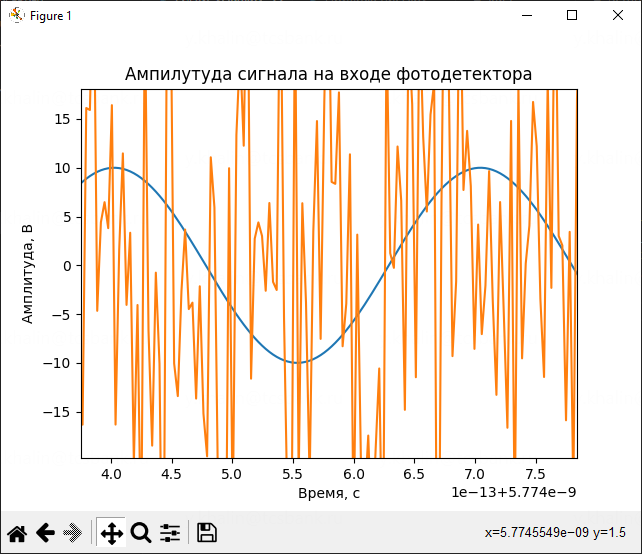 Figure 1
Ампилутуда сигнала на входе фотодетектора
Амплитуда, В
15
10
5
0
−5
−10
−15
4.0 4.5 5.0 5.5 6.0 6.5 7.0 7.5
Время, с
1e−13+5.774e−9
x=5.7745549e−09 y=1.5